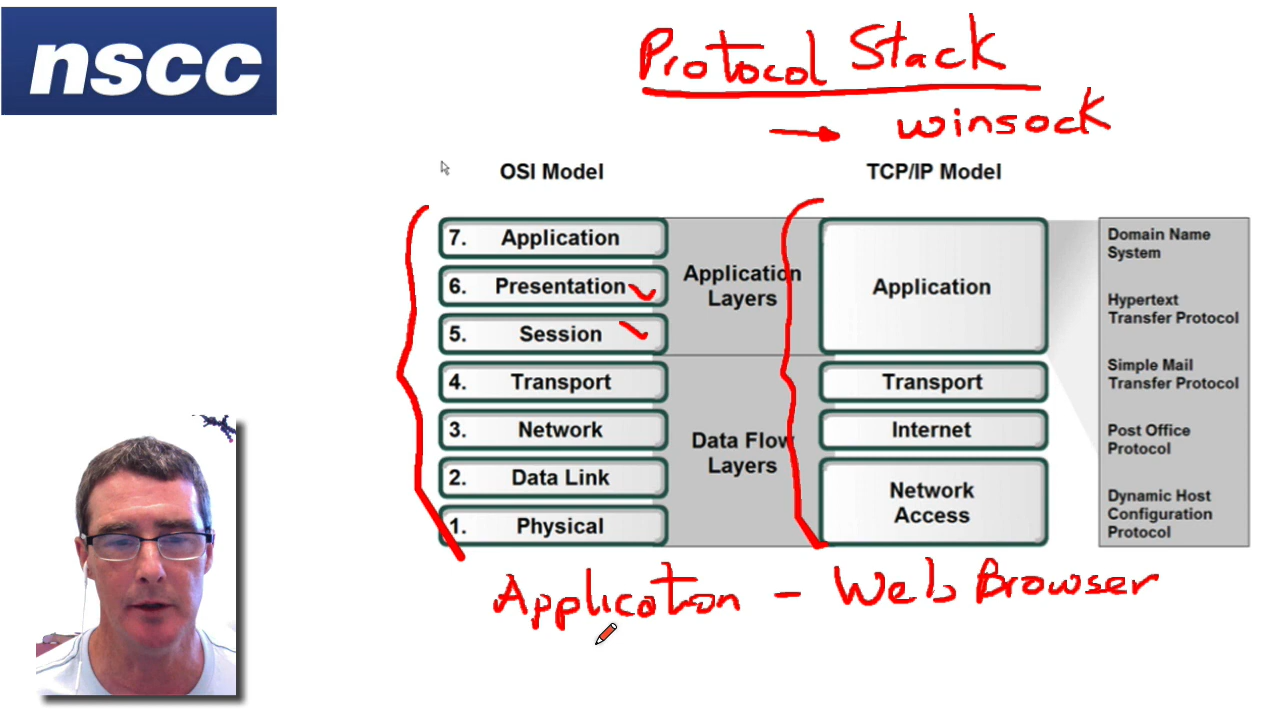 nscc
Protocol Stack
→ winsock
OSI Model
TCP/IP Model
7. Application
6. Presentation
5. Session
4. Transport
3. Network
2. Data Link
1. Physical
Application
Layers
Data Flow
Layers
Application
Transport
Internet
Network
Access
Domain Name
System
Hypertext
Transfer Protocol
Simple Mail
Transfer Protocol
Post Office
Protocol
Dynamic Host
Configuration
Protocol
Application - Web Browser